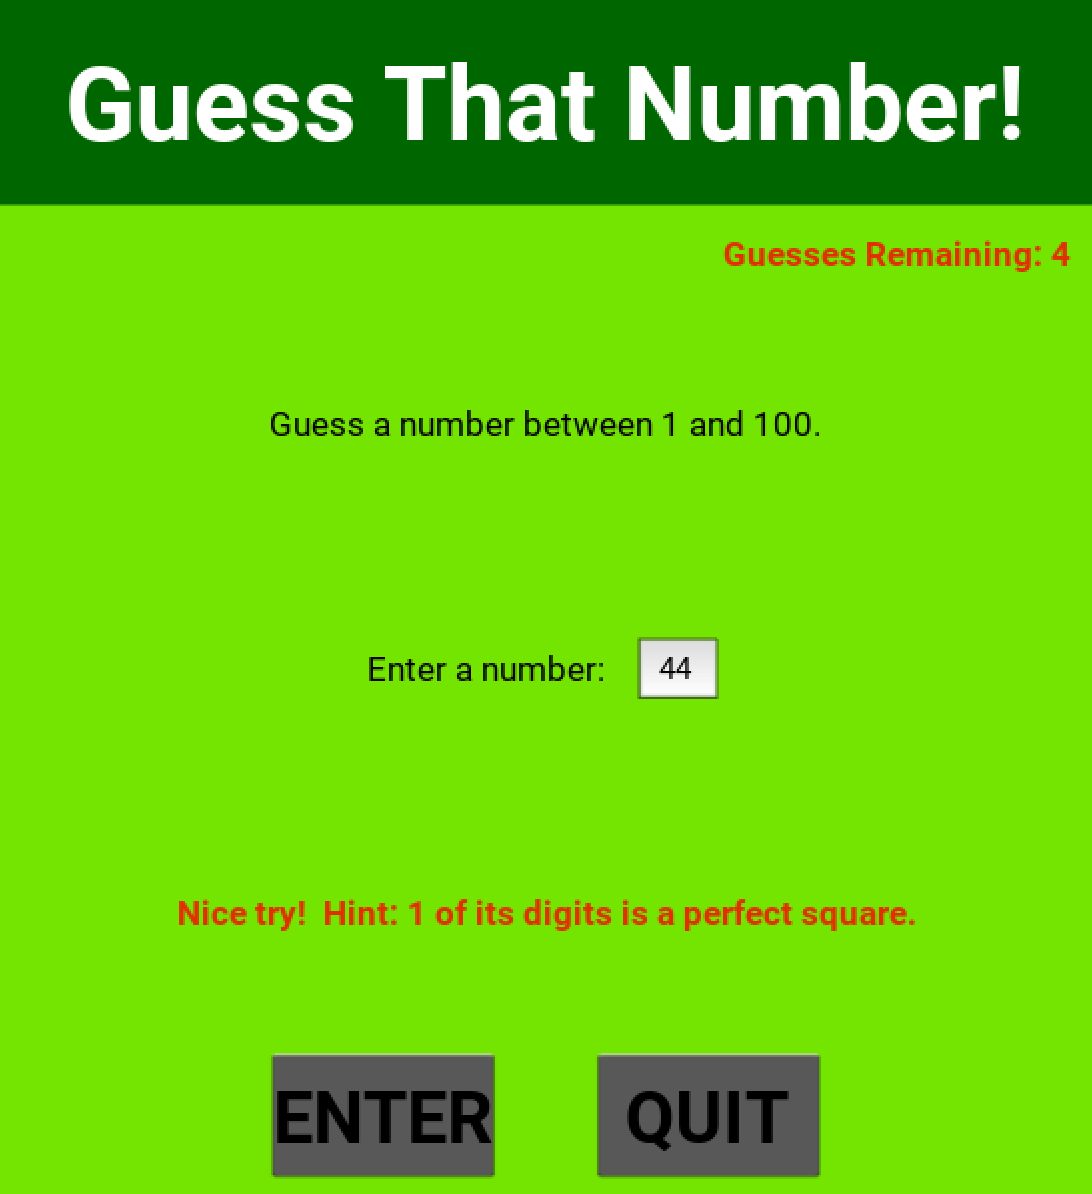 Guess That Number!
Guesses Remaining: 4
Guess a number between 1 and 100.
Enter a number: 44
Nice try!  Hint: 1 of its digits is a perfect square.
ENTER QUIT